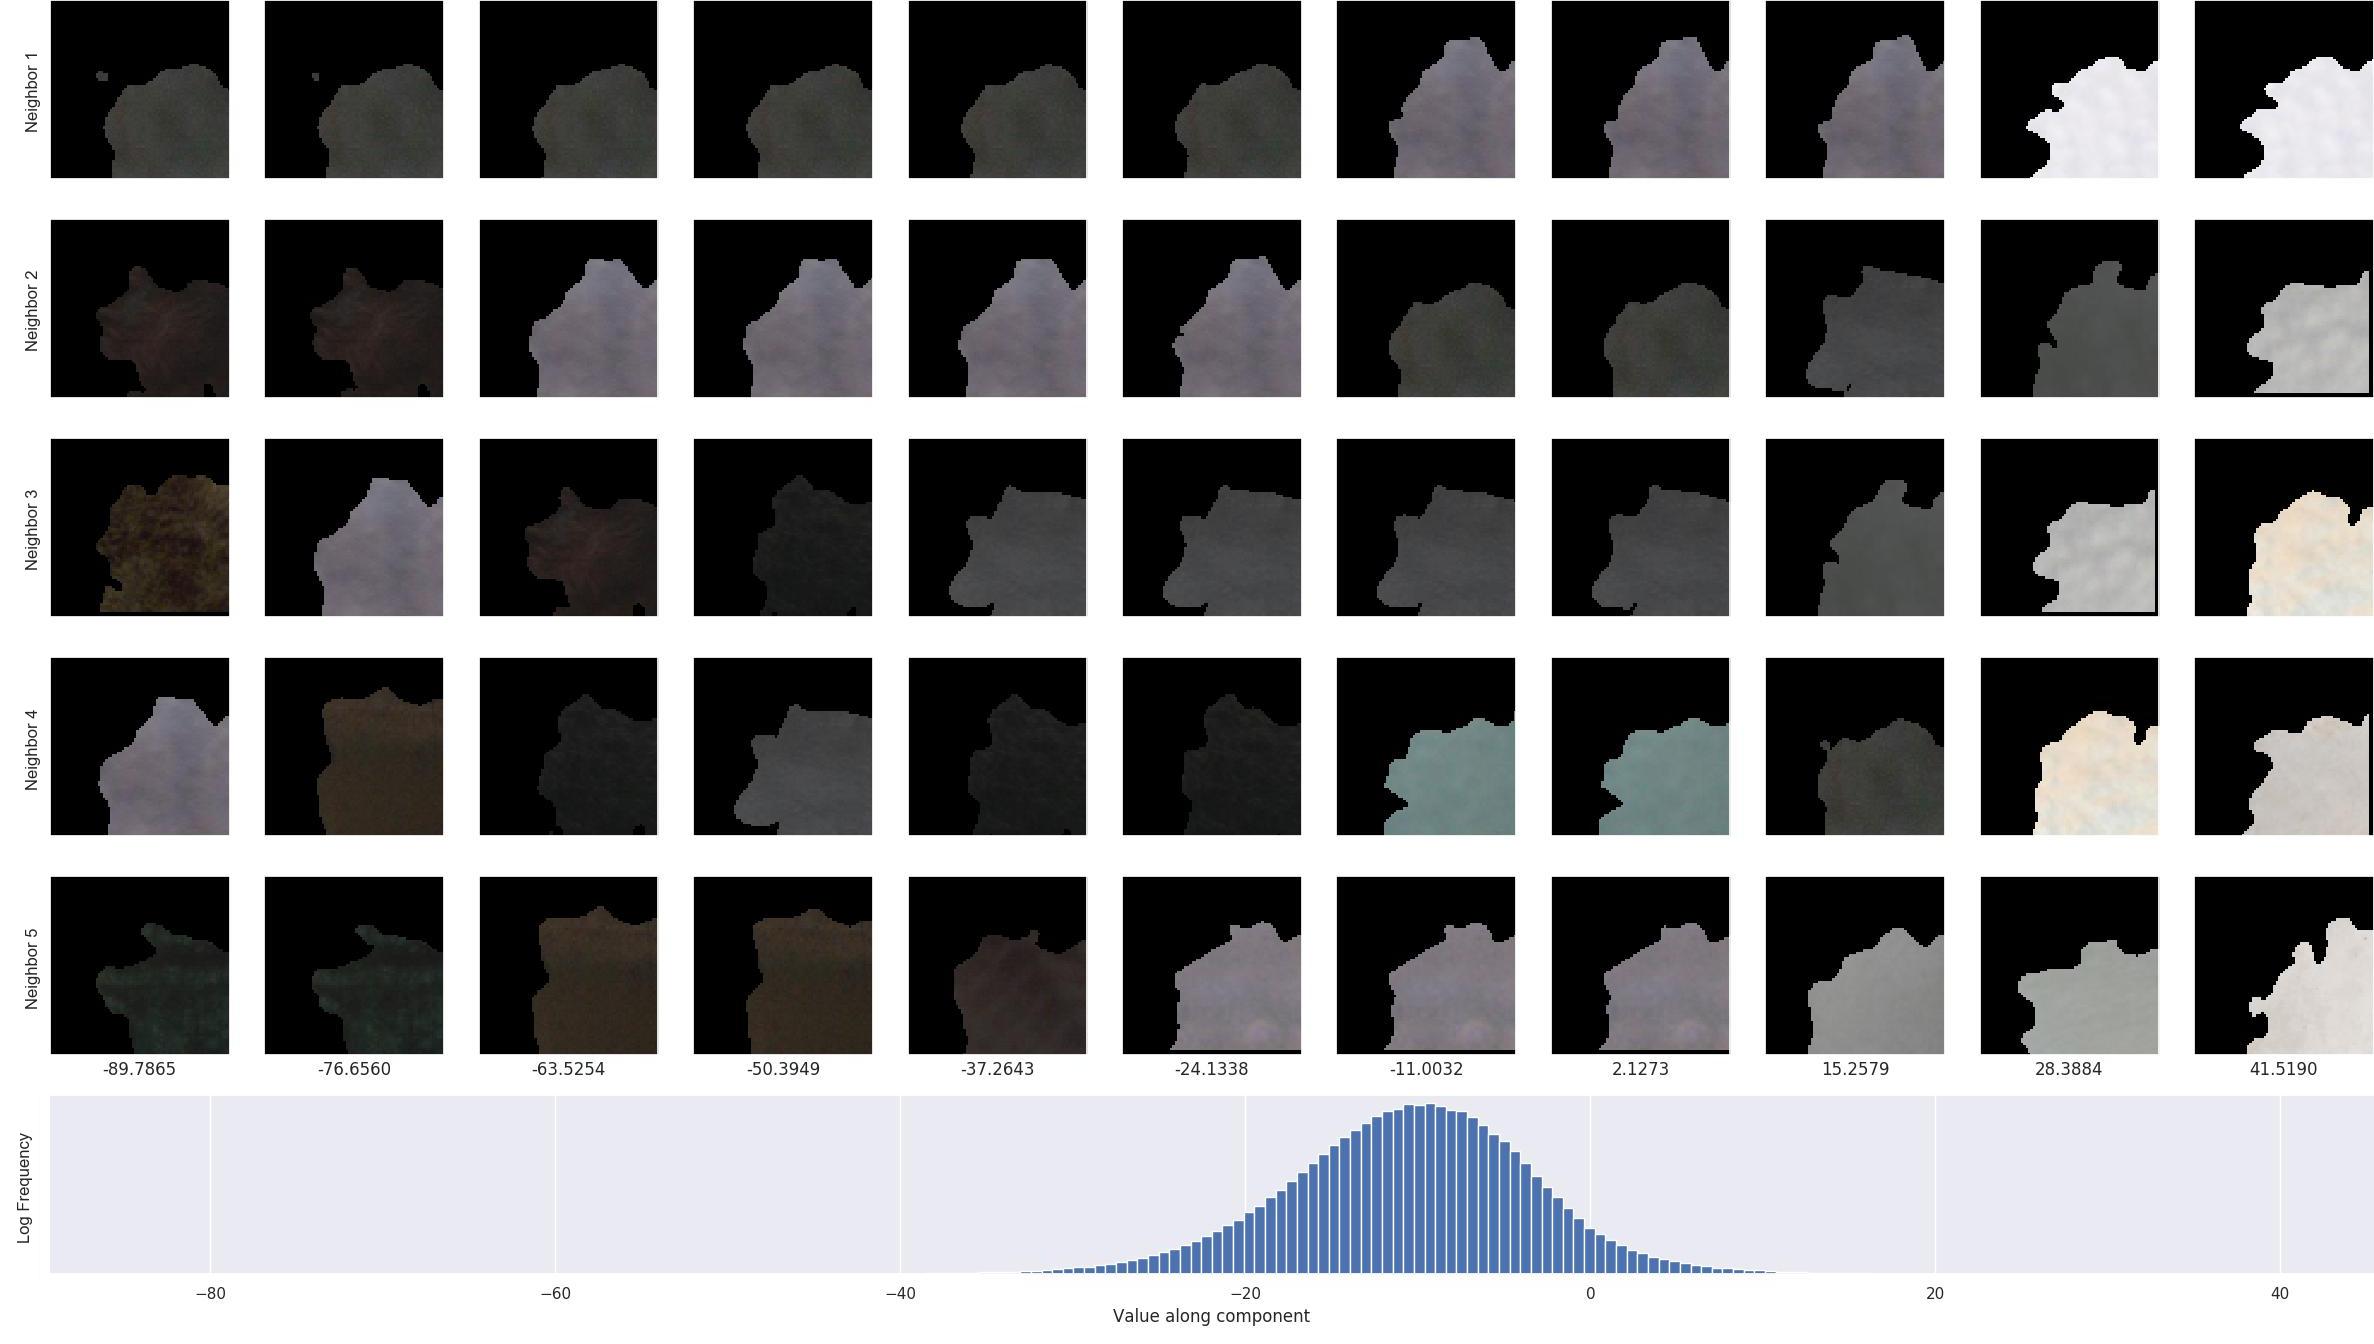 Neighbor 1
Neighbor 2
Neighbor 3
Neighbor 4
Neighbor 5
-89.7865 -76.6560 -63.5254 -50.3949 -37.2643 -24.1338 -11.0032 2.1273 15.2579 28.3884 41.5190
Log Frequency
−80 −60 −40 −20 0 20 40
Value along component